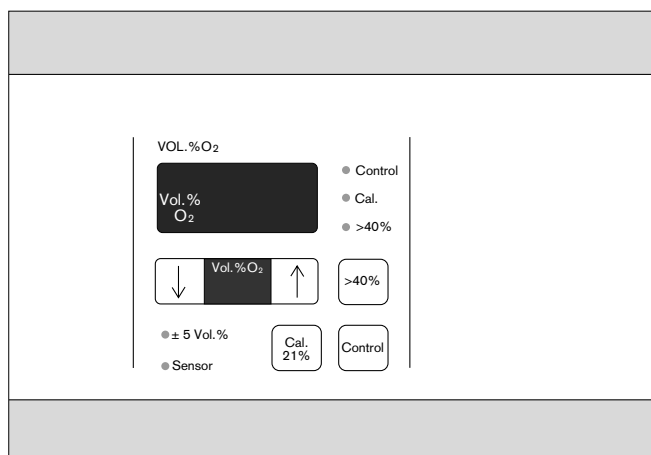 VOL.%O₂
Control
Vol.%
O₂
Cal.
>40%
Vol.%O₂
>40%
± 5 Vol.%
Cal.
21%
Control
Sensor